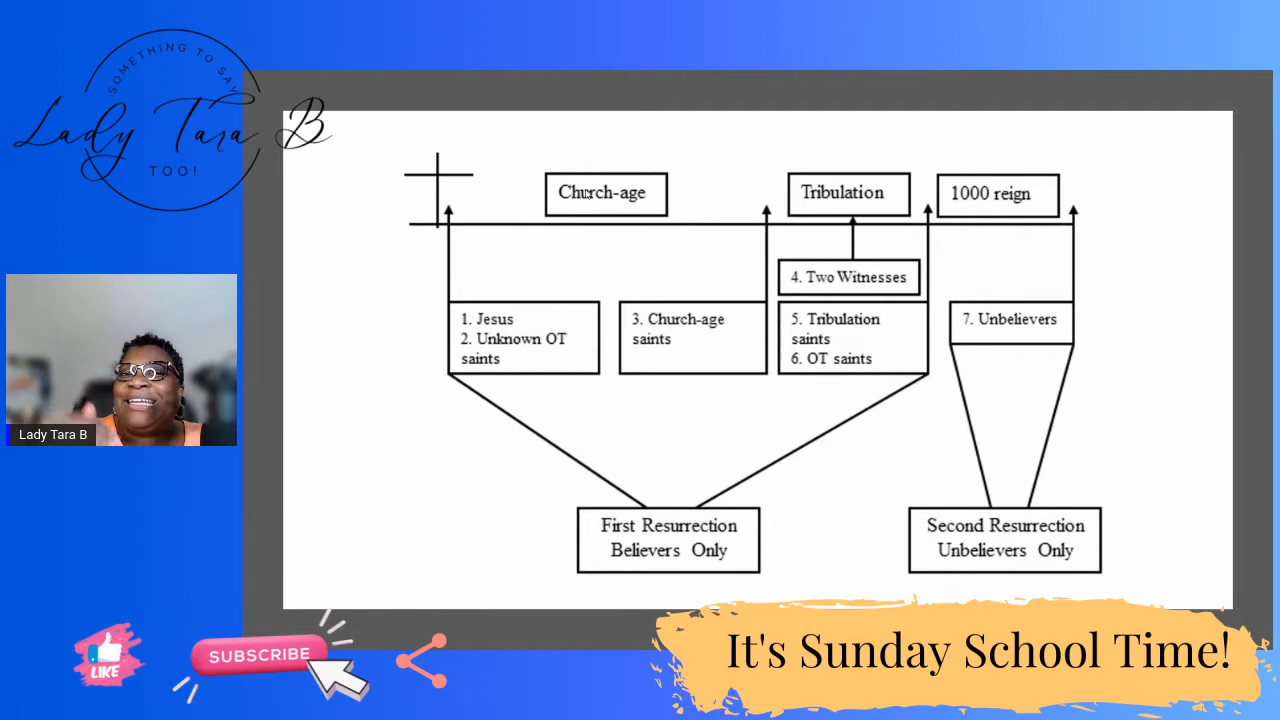 SOMETHING TO SAY
Lady Tara B
TOO!
Church-age
Tribulation
1000 reign
4. Two Witnesses
1. Jesus
2. Unknown OT
saints
3. Church-age
saints
5. Tribulation
saints
6. OT saints
7. Unbelievers
Lady Tara B
First Resurrection
Believers Only
Second Resurrection
Unbelievers Only
LIKE
SUBSCRIBE
It's Sunday School Time!